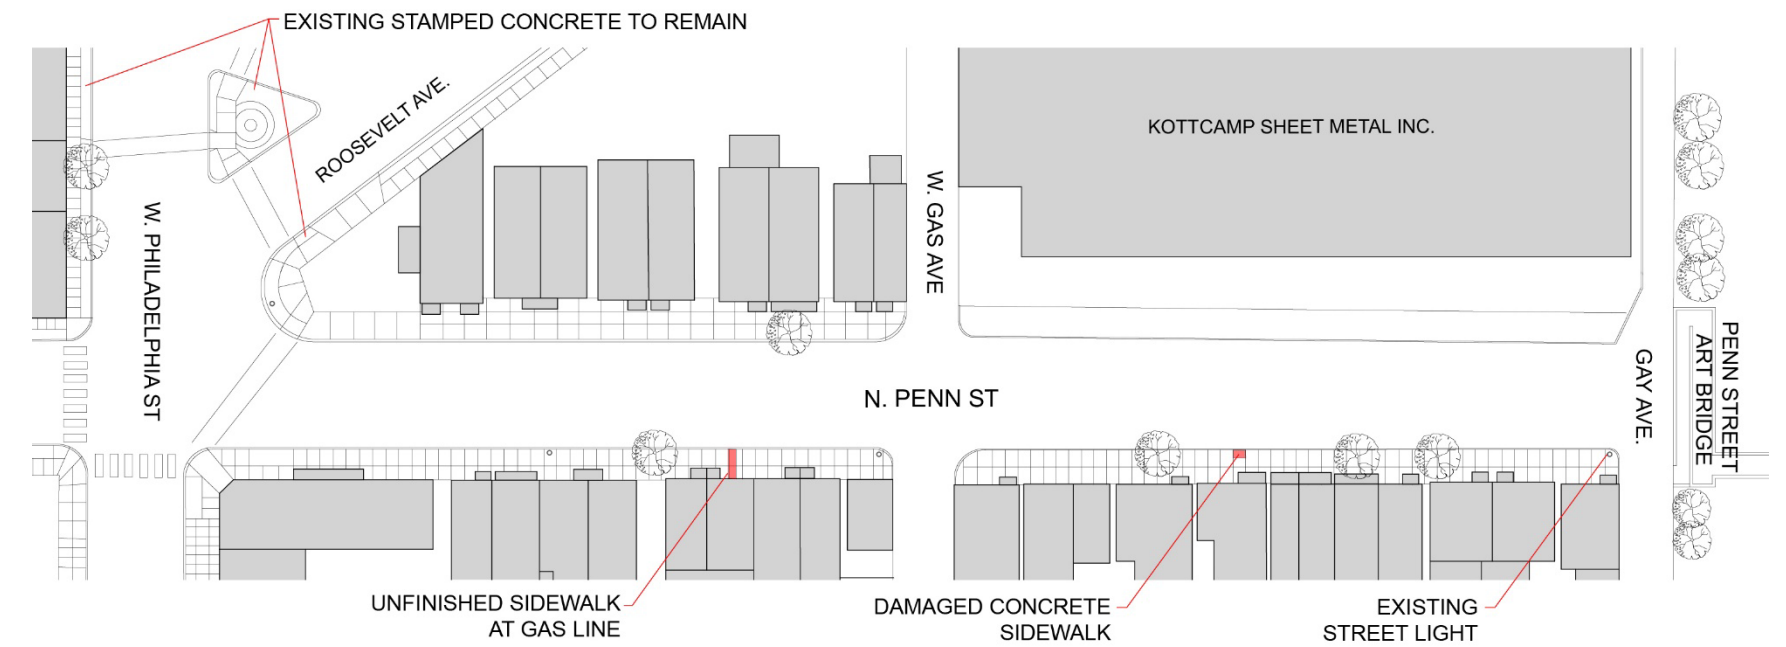 EXISTING STAMPED CONCRETE TO REMAIN
ROOSEVELT AVE.
KOTTCAMP SHEET METAL INC.
W. PHILADELPHIA ST
W. GAS AVE
N. PENN ST
GAY AVE.
PENN STREET
ART BRIDGE
UNFINISHED SIDEWALK
AT GAS LINE
DAMAGED CONCRETE
SIDEWALK
EXISTING
STREET LIGHT